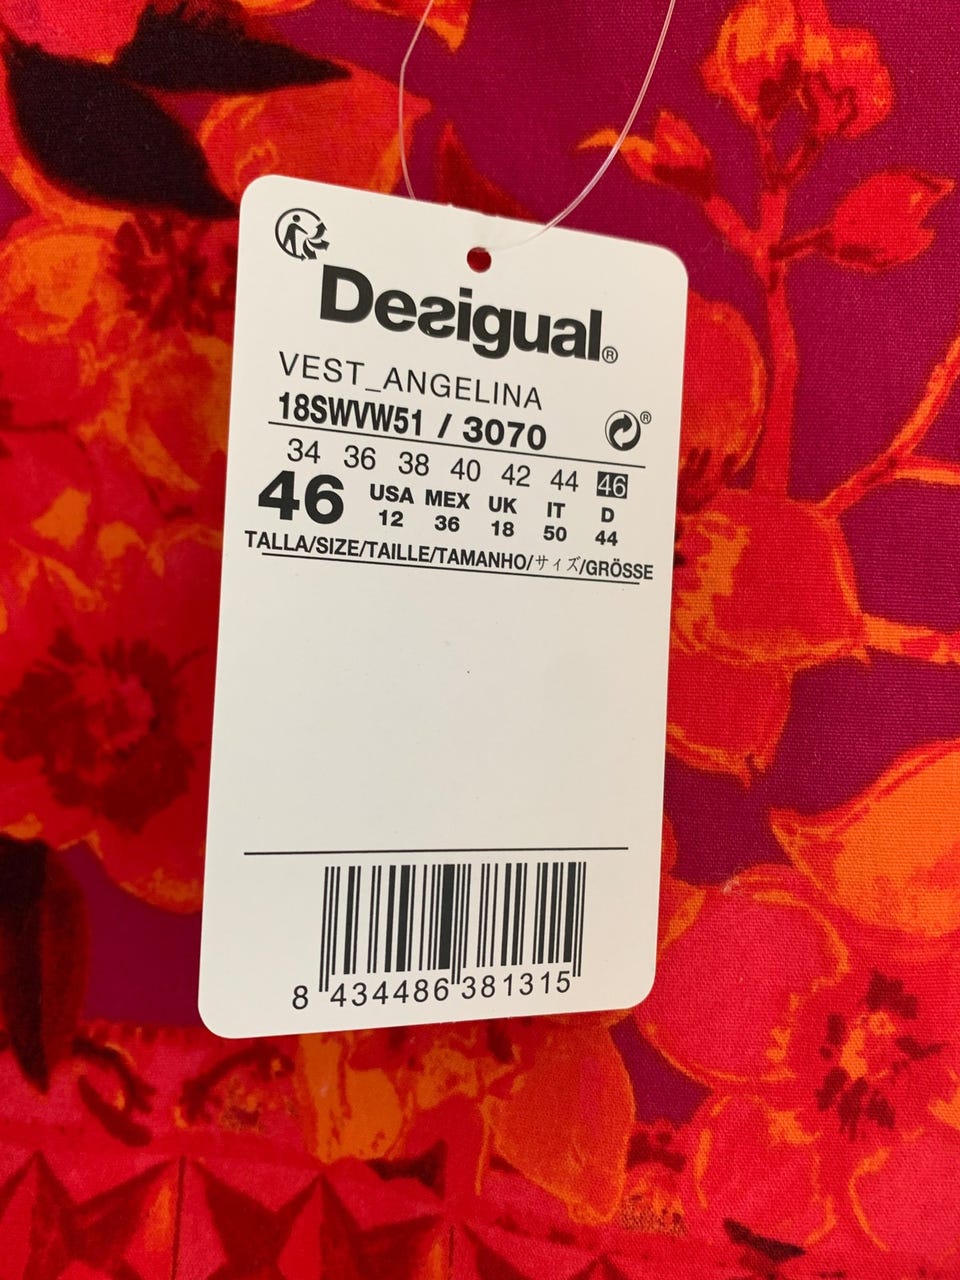 Desigual®
VEST_ANGELINA
18SWVW51 / 3070
®
34 36 38 40 42 44 46
46 USA MEX UK IT D
12 36 18 50 44
TALLA/SIZE/TAILLE/TAMANHO/サイズ/GRÖSSE
8 434486 381315